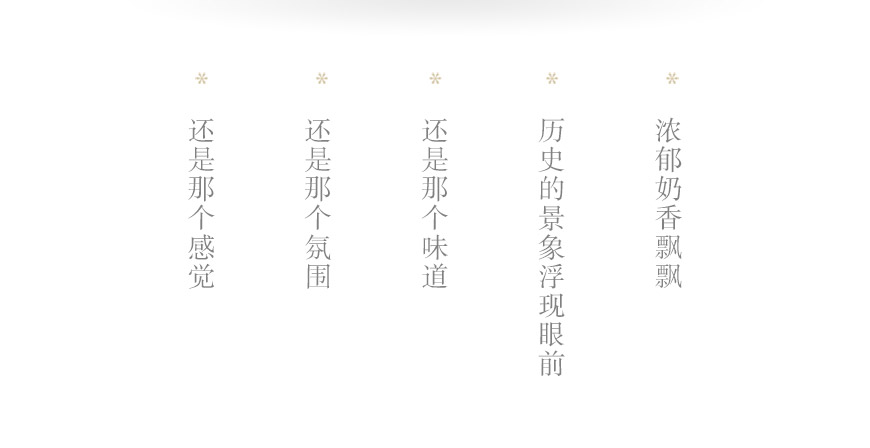 浓郁奶香飘飘
历史的景象浮现眼前
还是那个味道
还是那个氛围
还是那个感觉